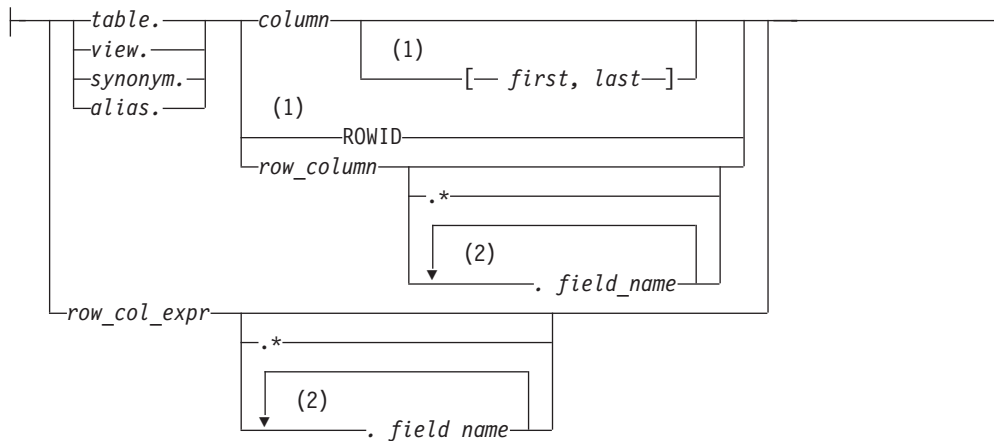 table. column
view. (1)
synonym. [ first, last ]
alias. (1)
ROWID
row_column
.*
(2)
. field_name
row_col_expr
.*
(2)
. field name